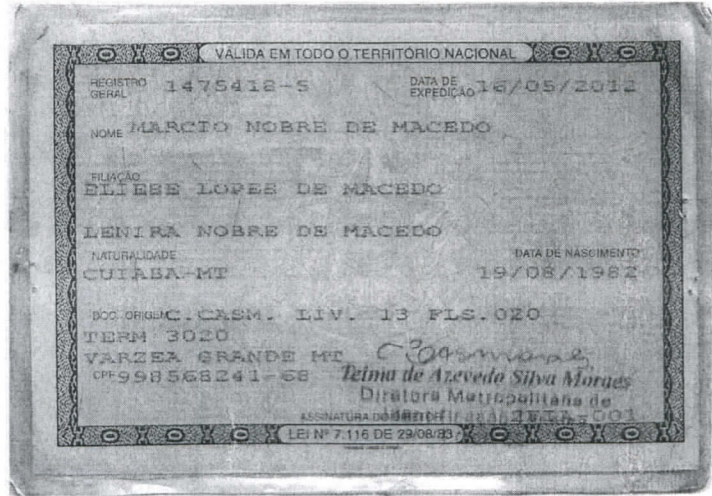 VÁLIDA EM TODO O TERRITÓRIO NACIONAL
REGISTRO GERAL 1475412-5 DATA DE EXPEDIÇÃO 16/05/2012
NOME MARCIO NOBRE DE MACEDO
FILIAÇÃO
ELIESE LOPES DE MACEDO
LENIRA NOBRE DE MACEDO
NATURALIDADE DATA DE NASCIMENTO
CUIABA-MT 19/08/1982
DOC. ORIGEM C.CASM. LIV. 13 FLS.020
TERM 3020
VARZEA GRANDE MT
CPF 998568241-68 Telma de Azevedo Silva Moraes
Diretora Metropolitana de
ASSINATURA DO DIRETOR
LEI Nº 7.116 DE 29/08/83